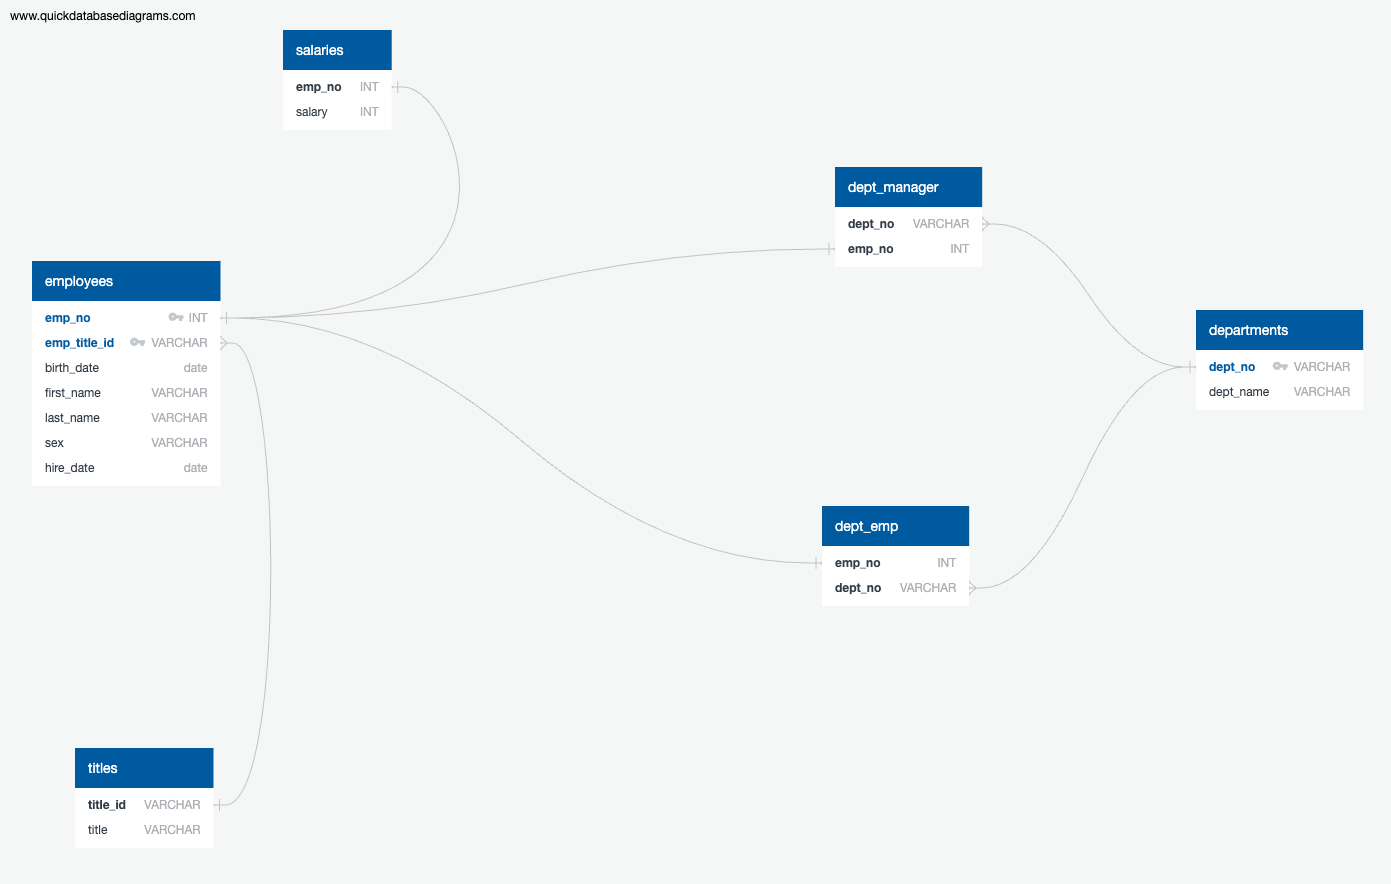 www.quickdatabasediagrams.com
salaries
emp_no INT
salary INT
dept_manager
dept_no VARCHAR
emp_no INT
employees
emp_no INT
emp_title_id VARCHAR
birth_date date
first_name VARCHAR
last_name VARCHAR
sex VARCHAR
hire_date date
departments
dept_no VARCHAR
dept_name VARCHAR
dept_emp
emp_no INT
dept_no VARCHAR
titles
title_id VARCHAR
title VARCHAR